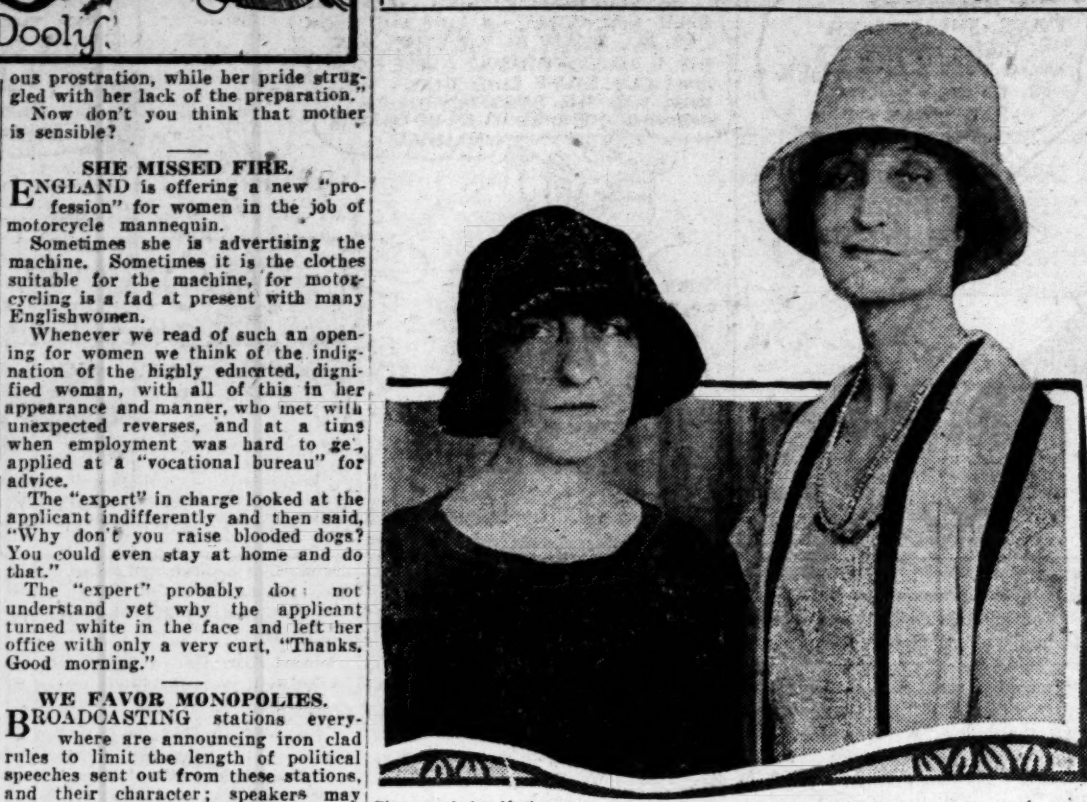 Dooly.
ous prostration, while her pride strug-
gled with her lack of the preparation."
Now don't you think that mother
is sensible?
SHE MISSED FIRE.
ENGLAND is offering a new "pro-
fession" for women in the job of
motorcycle mannequin.
Sometimes she is advertising the
machine. Sometimes it is the clothes
suitable for the machine, for motor-
cycling is a fad at present with many
Englishwomen.
Whenever we read of such an open-
ing for women we think of the indig-
nation of the highly educated, digni-
fied woman, with all of this in her
appearance and manner, who met with
unexpected reverses, and at a time
when employment was hard to ge,
applied at a "vocational bureau" for
advice.
The "expert" in charge looked at the
applicant indifferently and then said,
"Why don't you raise blooded dogs?
You could even stay at home and do
that."
The "expert" probably does not
understand yet why the applicant
turned white in the face and left her
office with only a very curt, "Thanks.
Good morning."
WE FAVOR MONOPOLIES.
BROADCASTING stations every-
where are announcing iron clad
rules to limit the length of political
speeches sent out from these stations,
and their character; speakers may